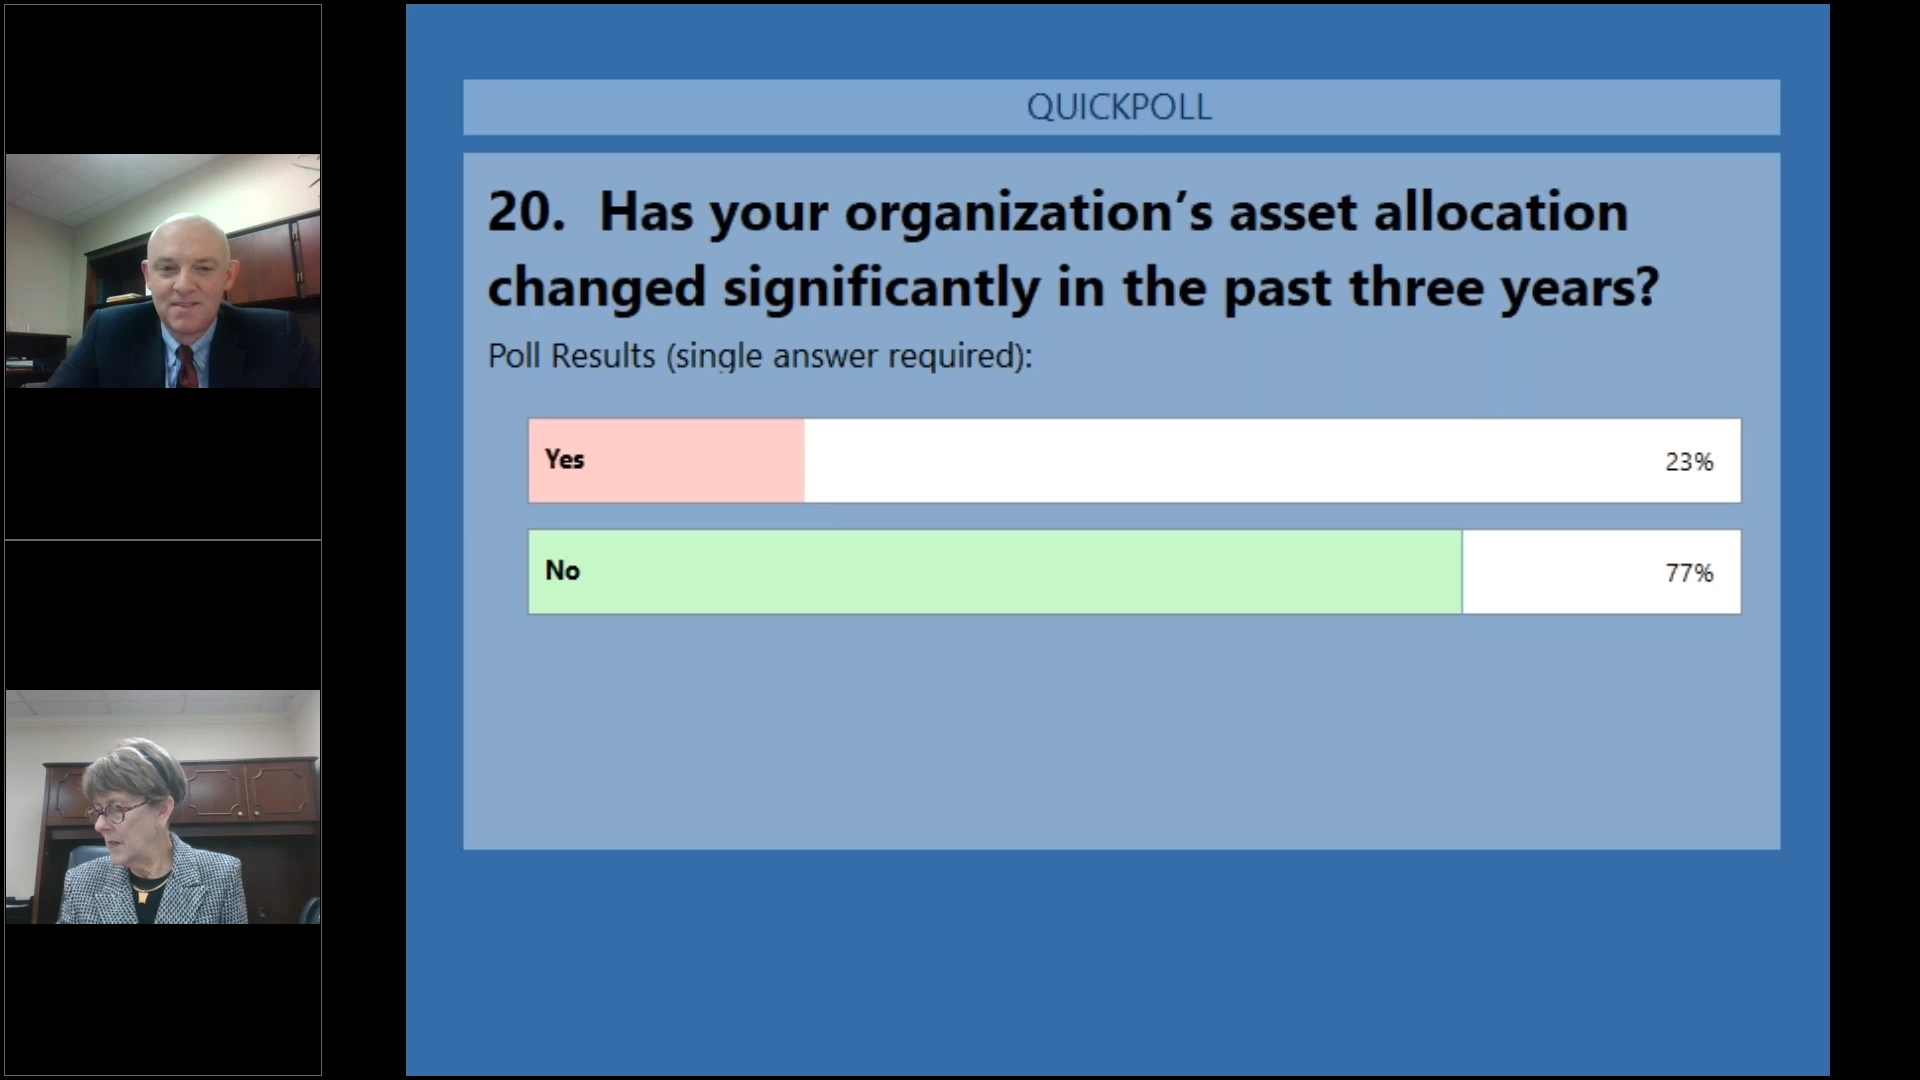 QUICKPOLL
20.  Has your organization’s asset allocation
changed significantly in the past three years?
Poll Results (single answer required):
Yes 23%
No 77%